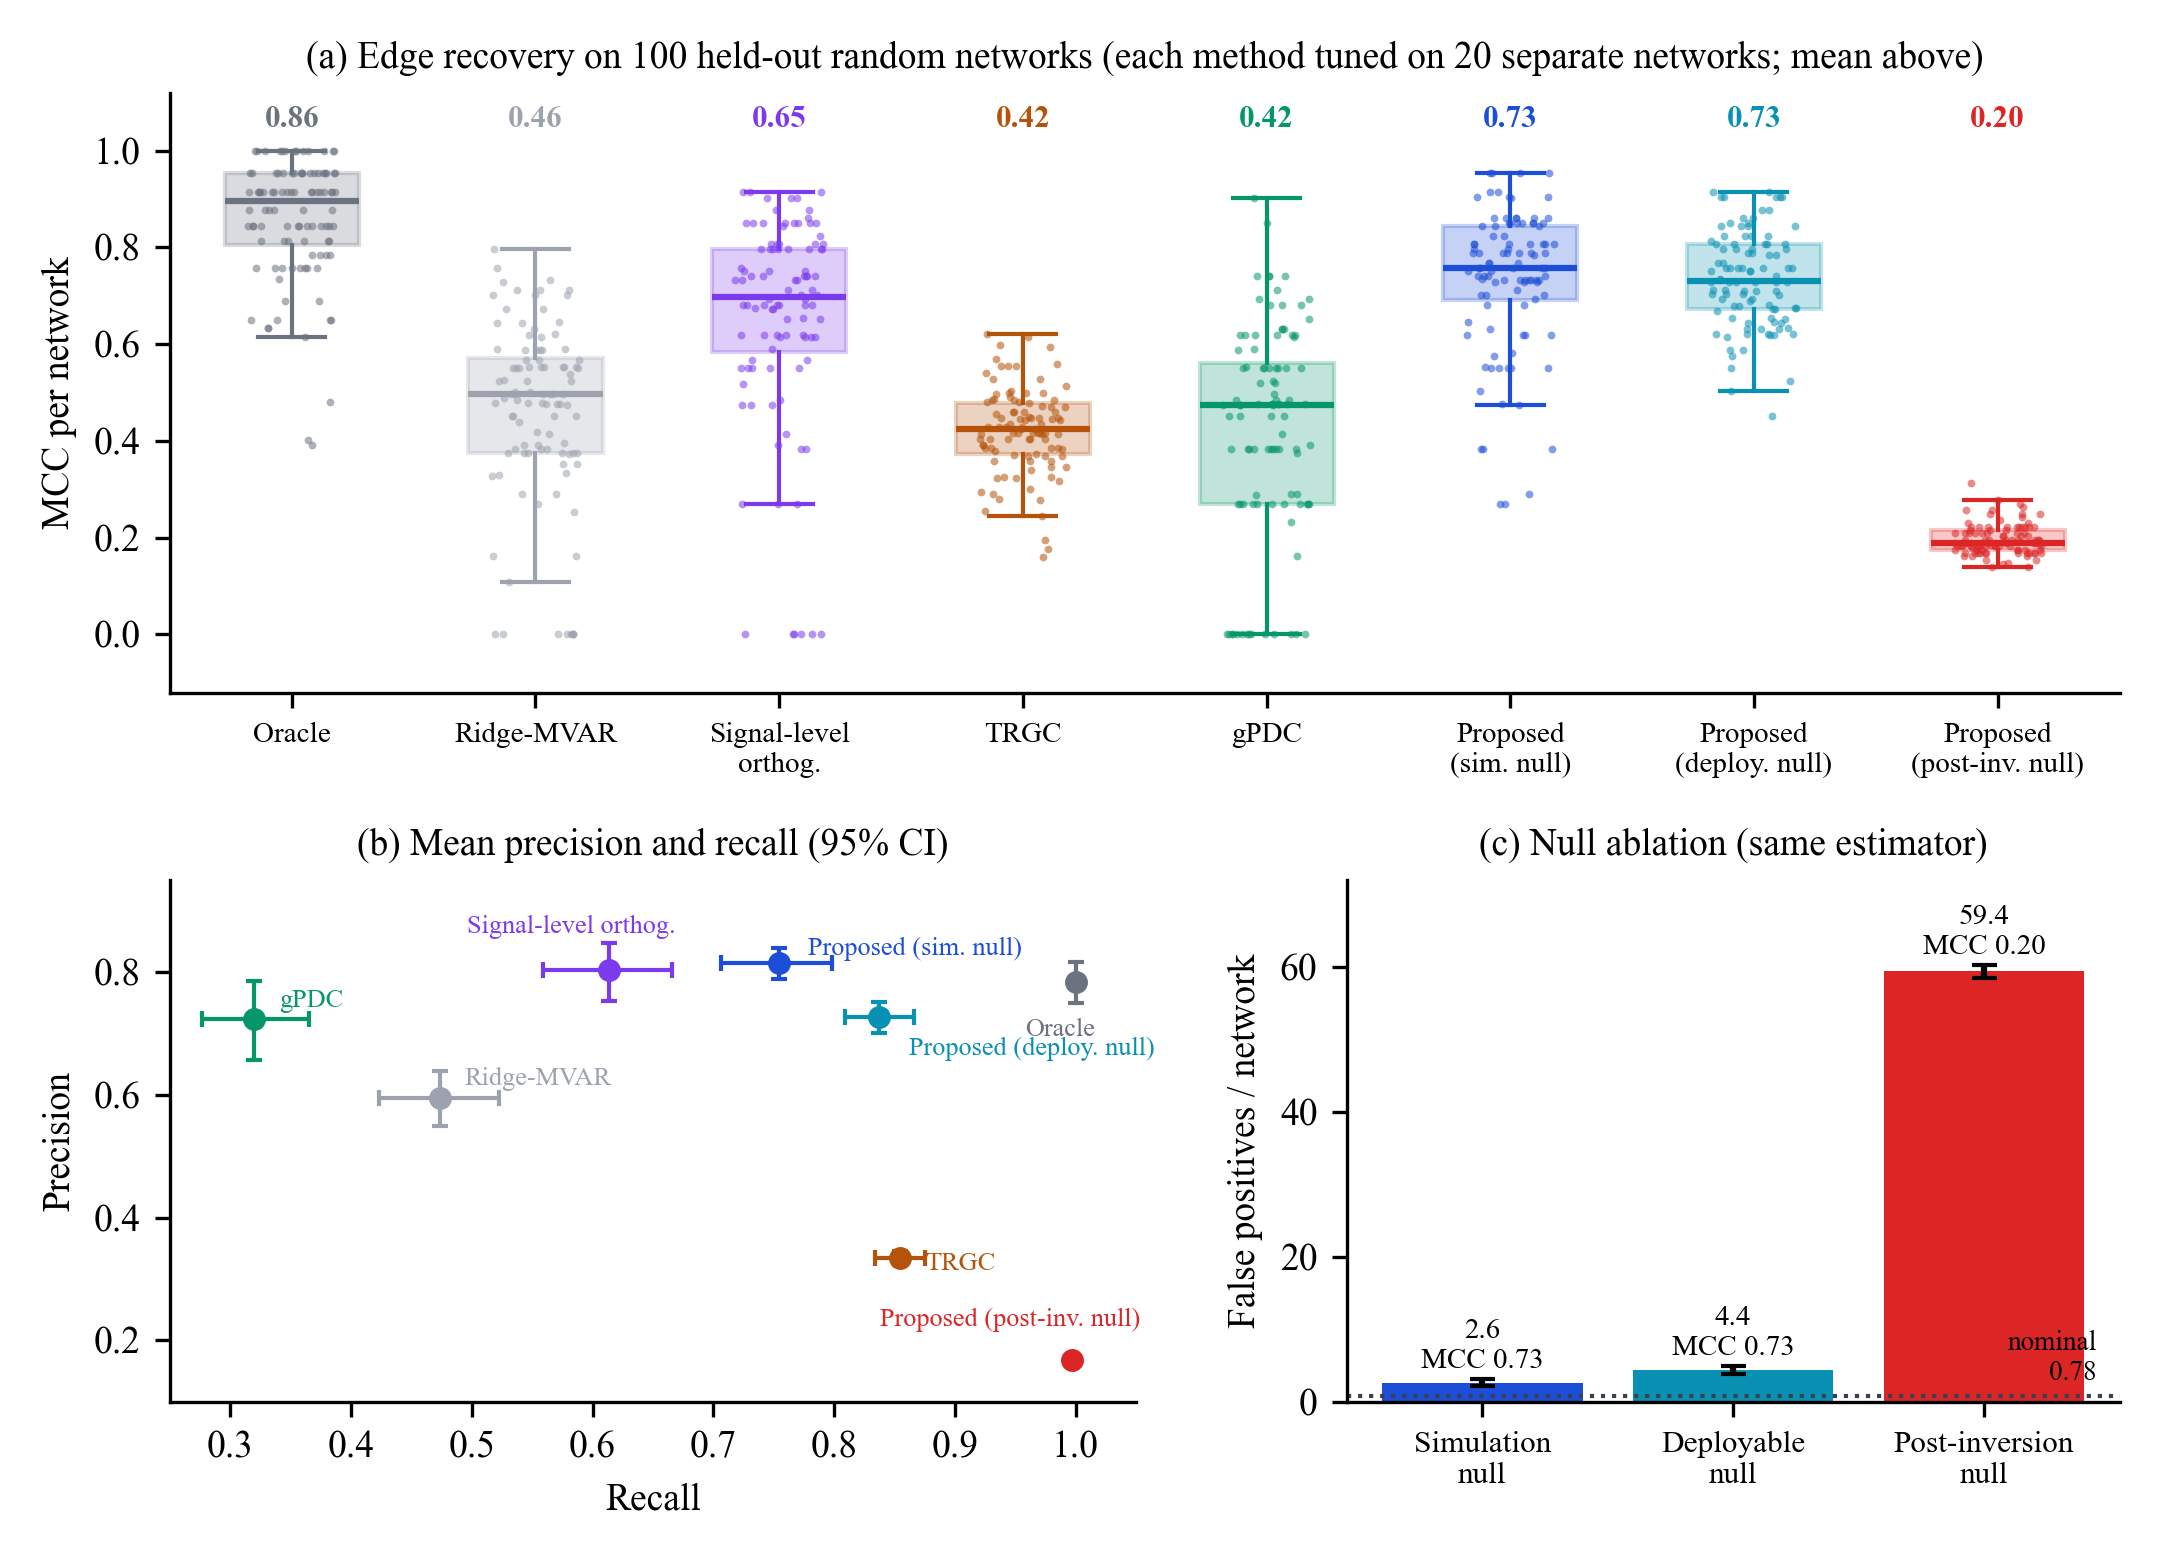 (a) Edge recovery on 100 held-out random networks (each method tuned on 20 separate networks; mean above)
0.86
0.46
0.65
0.42
0.42
0.73
0.73
0.20
MCC per network
1.0
0.8
0.6
0.4
0.2
0.0
Oracle
Ridge-MVAR
Signal-level
orthog.
TRGC
gPDC
Proposed
(sim. null)
Proposed
(deploy. null)
Proposed
(post-inv. null)
(b) Mean precision and recall (95% CI)
Precision
0.8
0.6
0.4
0.2
Signal-level orthog.
Proposed (sim. null)
gPDC
Oracle
Proposed (deploy. null)
Ridge-MVAR
TRGC
Proposed (post-inv. null)
0.3
0.4
0.5
0.6
0.7
0.8
0.9
1.0
Recall
(c) Null ablation (same estimator)
False positives / network
60
40
20
0
2.6
MCC 0.73
4.4
MCC 0.73
59.4
MCC 0.20
nominal
0.78
Simulation
null
Deployable
null
Post-inversion
null